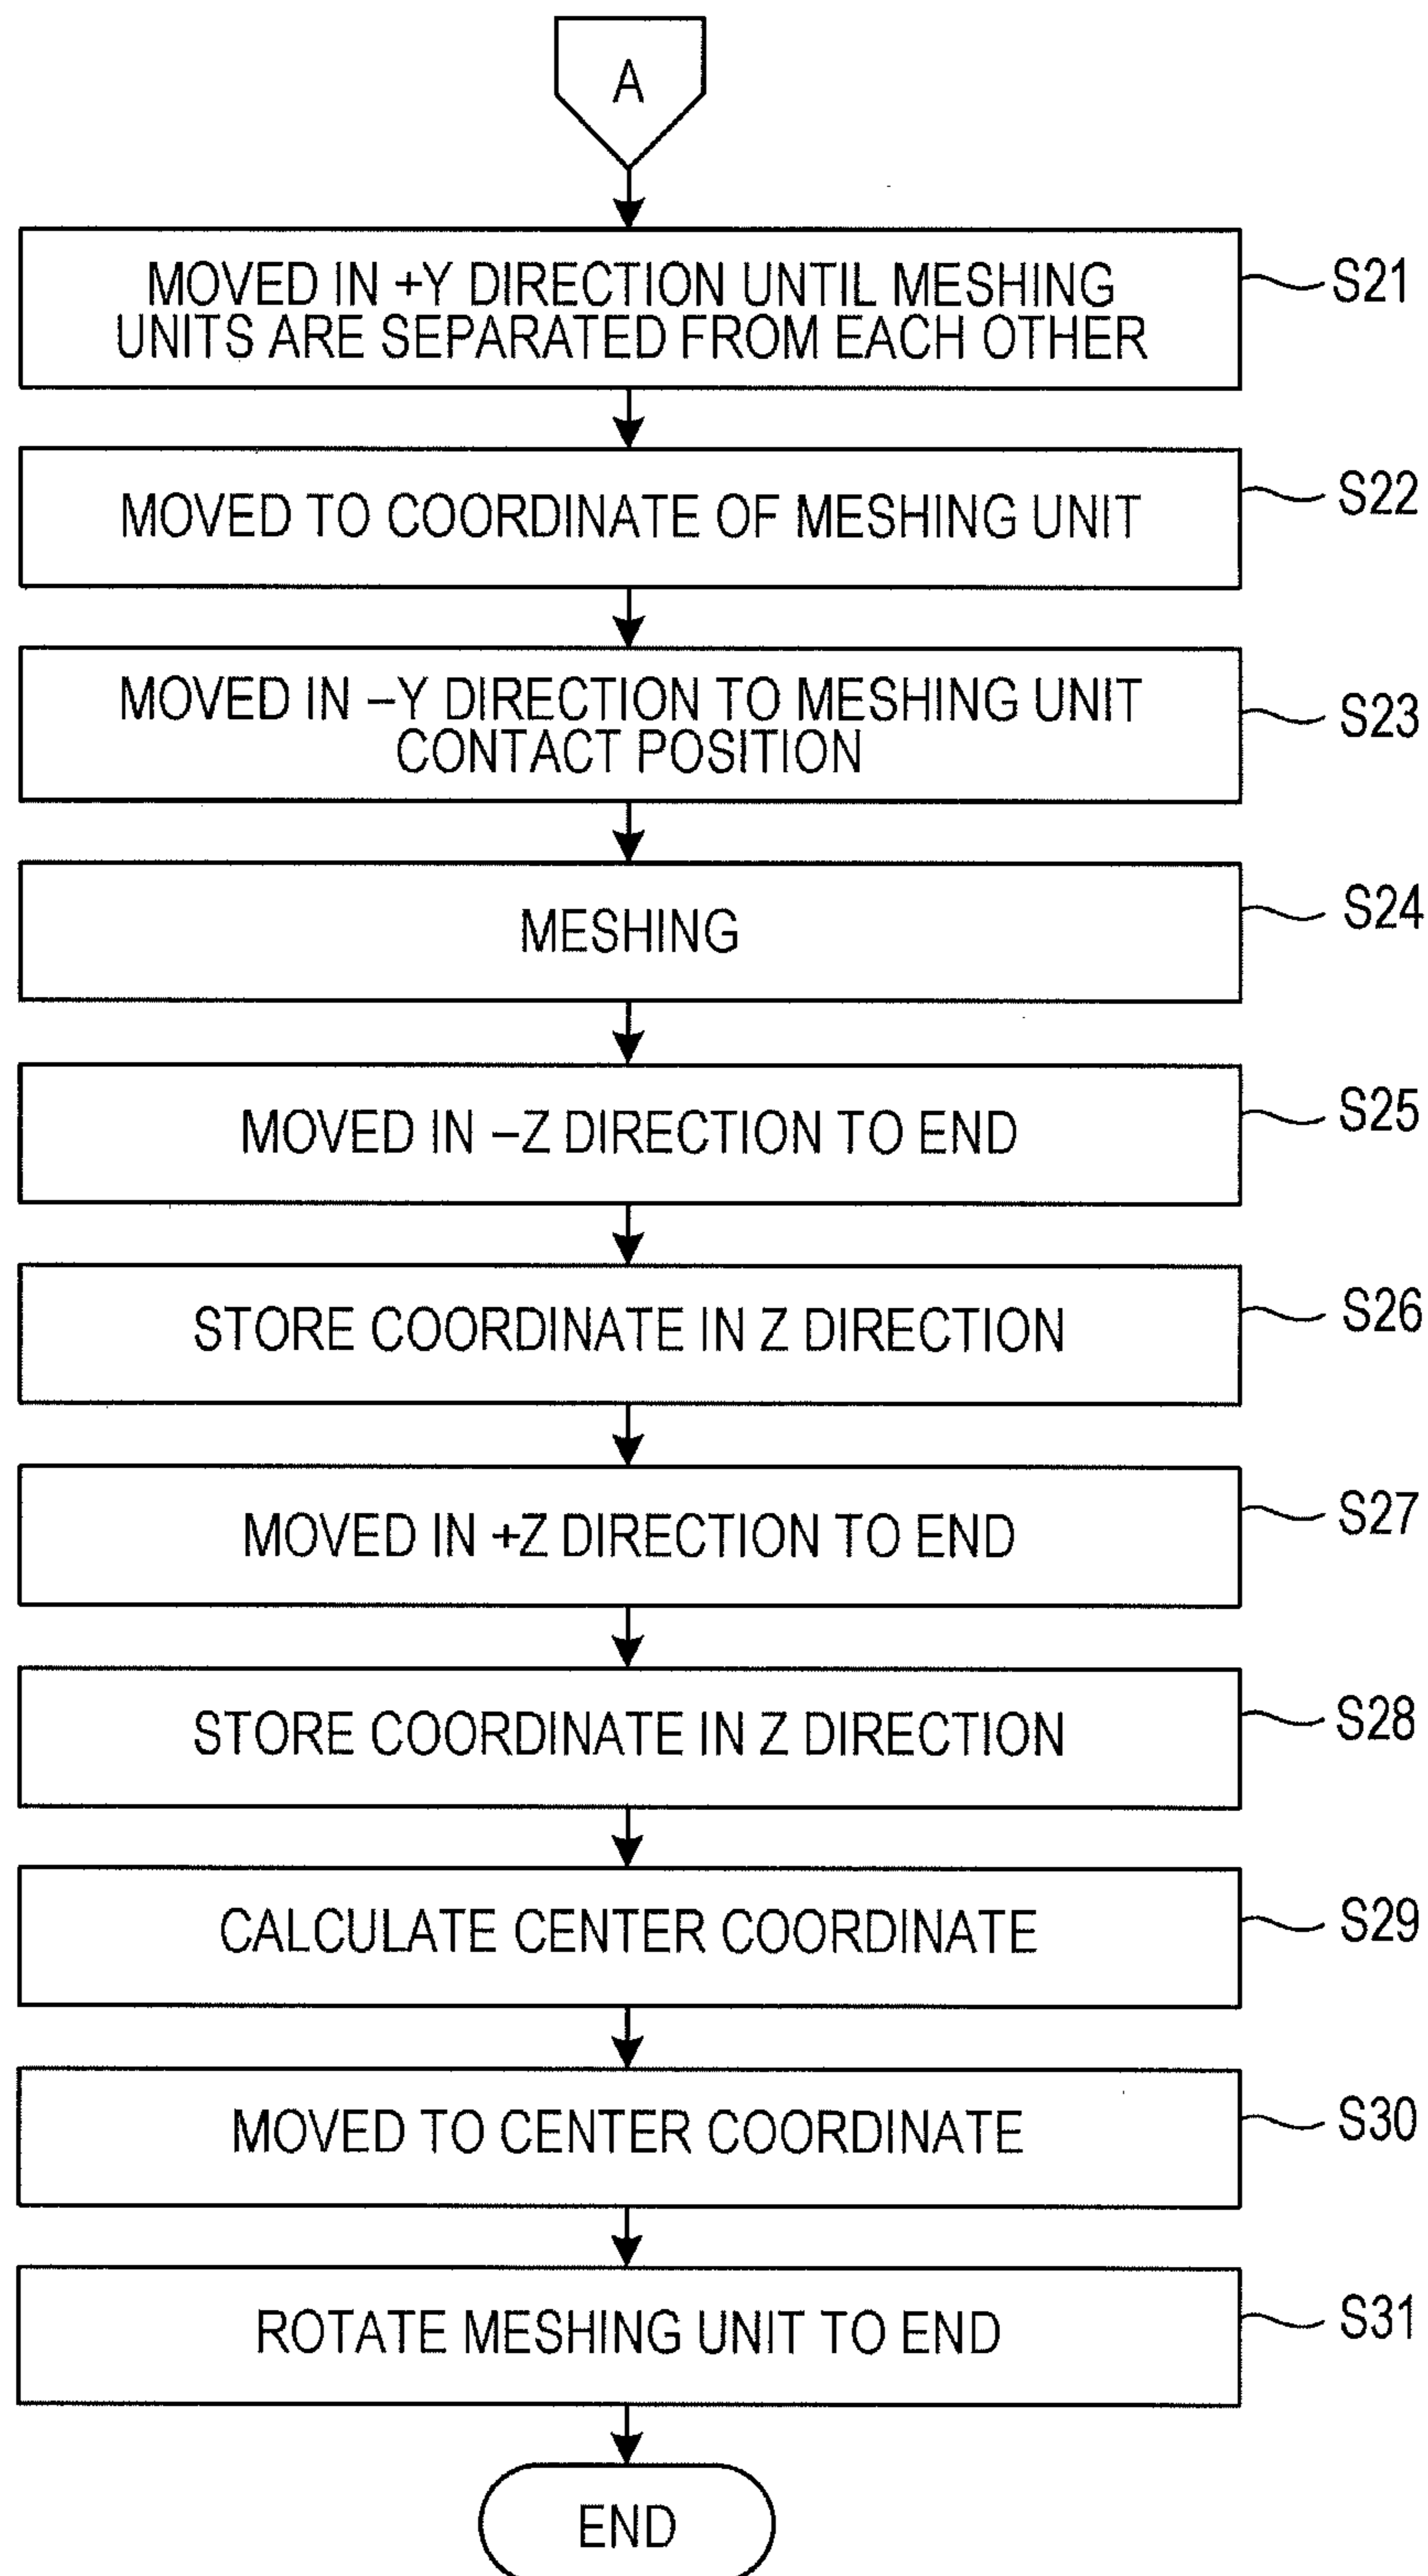 A
MOVED IN +Y DIRECTION UNTIL MESHING
UNITS ARE SEPARATED FROM EACH OTHER
S21
MOVED TO COORDINATE OF MESHING UNIT
S22
MOVED IN –Y DIRECTION TO MESHING UNIT
CONTACT POSITION
S23
MESHING
S24
MOVED IN –Z DIRECTION TO END
S25
STORE COORDINATE IN Z DIRECTION
S26
MOVED IN +Z DIRECTION TO END
S27
STORE COORDINATE IN Z DIRECTION
S28
CALCULATE CENTER COORDINATE
S29
MOVED TO CENTER COORDINATE
S30
ROTATE MESHING UNIT TO END
S31
END